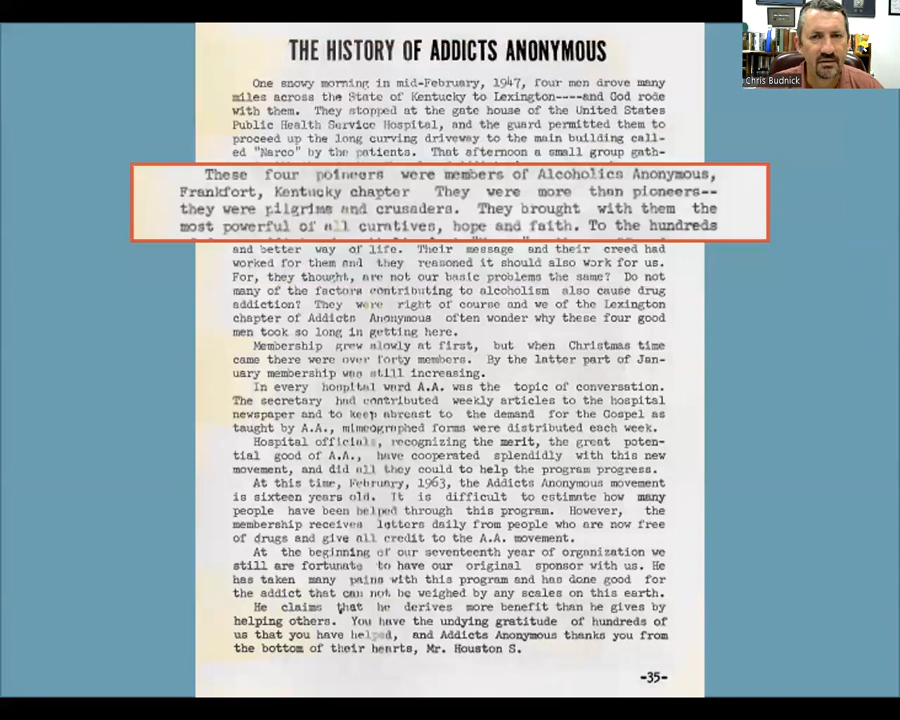 THE HISTORY OF ADDICTS ANONYMOUS
Chris Budnick
One snowy morning in mid-February, 1947, four men drove many
miles across the State of Kentucky to Lexington----and God rode
with them. They stopped at the gate house of the United States
Public Health Service Hospital, and the guard permitted them to
proceed up the long curving driveway to the main building call-
ed "Narco" by the patients. That afternoon a small group gath-
These four poineers were members of Alcoholics Anonymous,
Frankfort, Kentucky chapter They were more than pioneers--
they were pilgrims and crusaders. They brought with them the
most powerful of all curatives, hope and faith. To the hundreds
and better way of life. Their message and their creed had
worked for them and they reasoned it should also work for us.
For, they thought, are not our basic problems the same? Do not
many of the factors contributing to alcoholism also cause drug
addiction? They were right of course and we of the Lexington
chapter of Addicts Anonymous often wonder why these four good
men took so long in getting here.
Membership grew slowly at first, but when Christmas time
came there were over forty members. By the latter part of Jan-
uary membership was still increasing.
In every hospital ward A.A. was the topic of conversation.
The secretary had contributed weekly articles to the hospital
newspaper and to keep abreast to the demand for the Gospel as
taught by A.A., mimeographed forms were distributed each week.
Hospital officials, recognizing the merit, the great poten-
tial good of A.A., have cooperated splendidly with this new
movement, and did all they could to help the program progress.
At this time, February, 1963, the Addicts Anonymous movement
is sixteen years old. It is difficult to estimate how many
people have been helped through this program. However, the
membership receives letters daily from people who are now free
of drugs and give all credit to the A.A. movement.
At the beginning of our seventeenth year of organization we
still are fortunate to have our original sponsor with us. He
has taken many pains with this program and has done good for
the addict that can not be weighed by any scales on this earth.
He claims that he derives more benefit than he gives by
helping others. You have the undying gratitude of hundreds of
us that you have helped, and Addicts Anonymous thanks you from
the bottom of their hearts, Mr. Houston S.
-35-